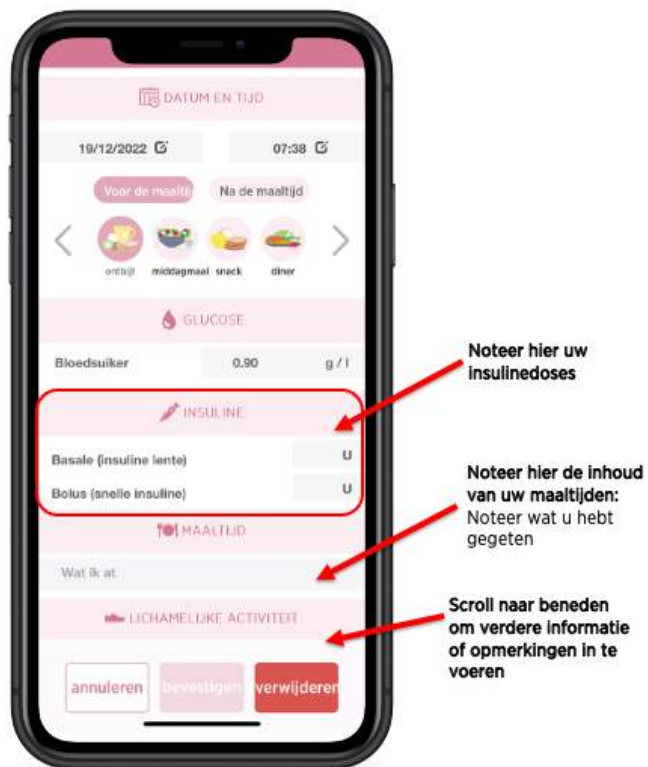 DATUM EN TIJD
19/12/2022 07:38
Voor de maaltij Na de maaltijd
ontbijt middagmaal snack diner
GLUCOSE
Bloedsuiker 0.90 g / l
INSULINE
Basale (insuline lente) U
Bolus (snelle insuline) U
MAALTIJD
Wat ik at
LICHAMELIJKE ACTIVITEIT
annuleren bevestigen verwijderen
Noteer hier uw
insulinedoses
Noteer hier de inhoud
van uw maaltijden:
Noteer wat u hebt
gegeten
Scroll naar beneden
om verdere informatie
of opmerkingen in te
voeren